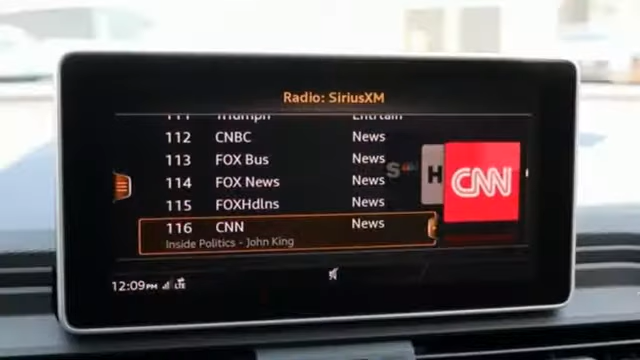 Radio: SiriusXM
111 Triumph Entrtain
112 CNBC News
113 FOX Bus News
114 FOX News News
115 FOXHdlns News
116 CNN News
Inside Politics - John King
S H CNN
12:09PM LTE